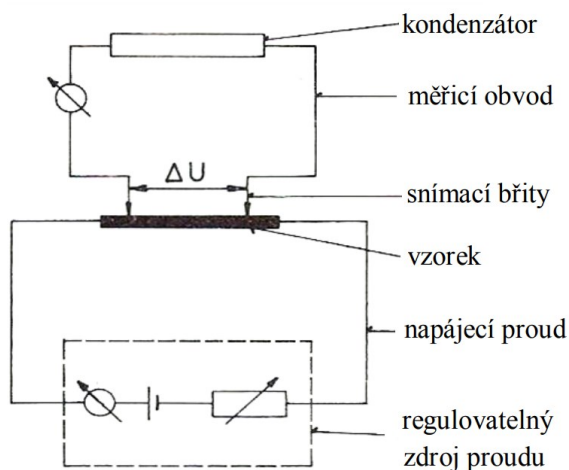 kondenzátor
měřicí obvod
ΔU
snímací břity
vzorek
napájecí proud
regulovatelný
zdroj proudu